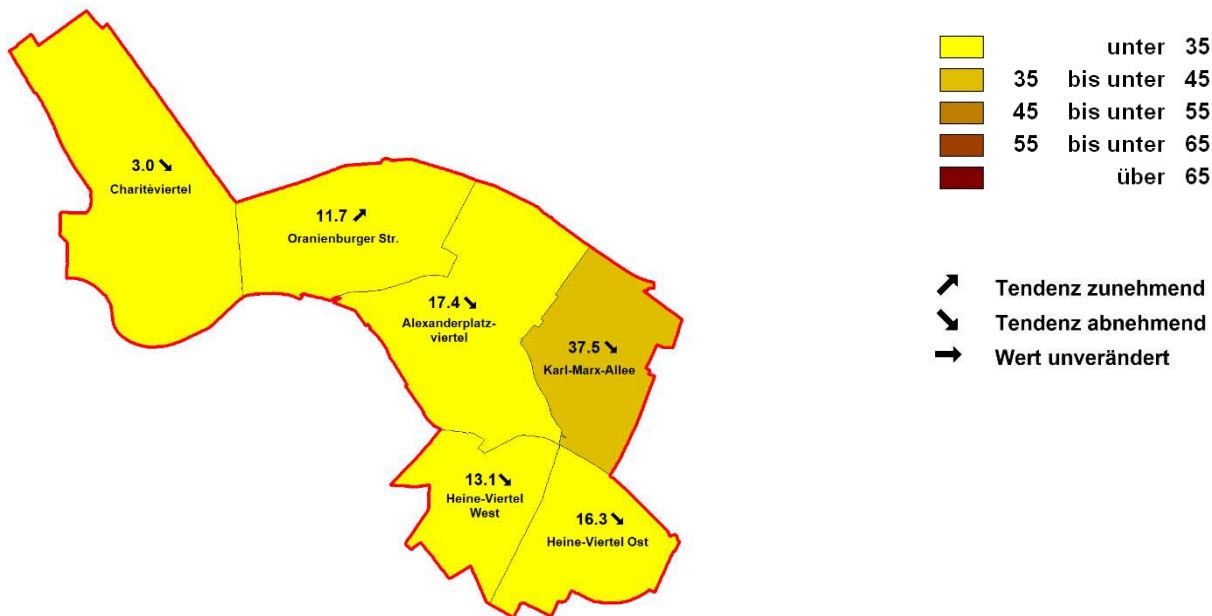 3.0 ↘
Charitèviertel
11.7 ↗
Oranienburger Str.
17.4 ↘
Alexanderplatz-
viertel
37.5 ↘
Karl-Marx-Allee
13.1 ↘
Heine-Viertel
West
16.3 ↘
Heine-Viertel Ost
unter 35
35 bis unter 45
45 bis unter 55
55 bis unter 65
über 65
↗ Tendenz zunehmend
↘ Tendenz abnehmend
→ Wert unverändert